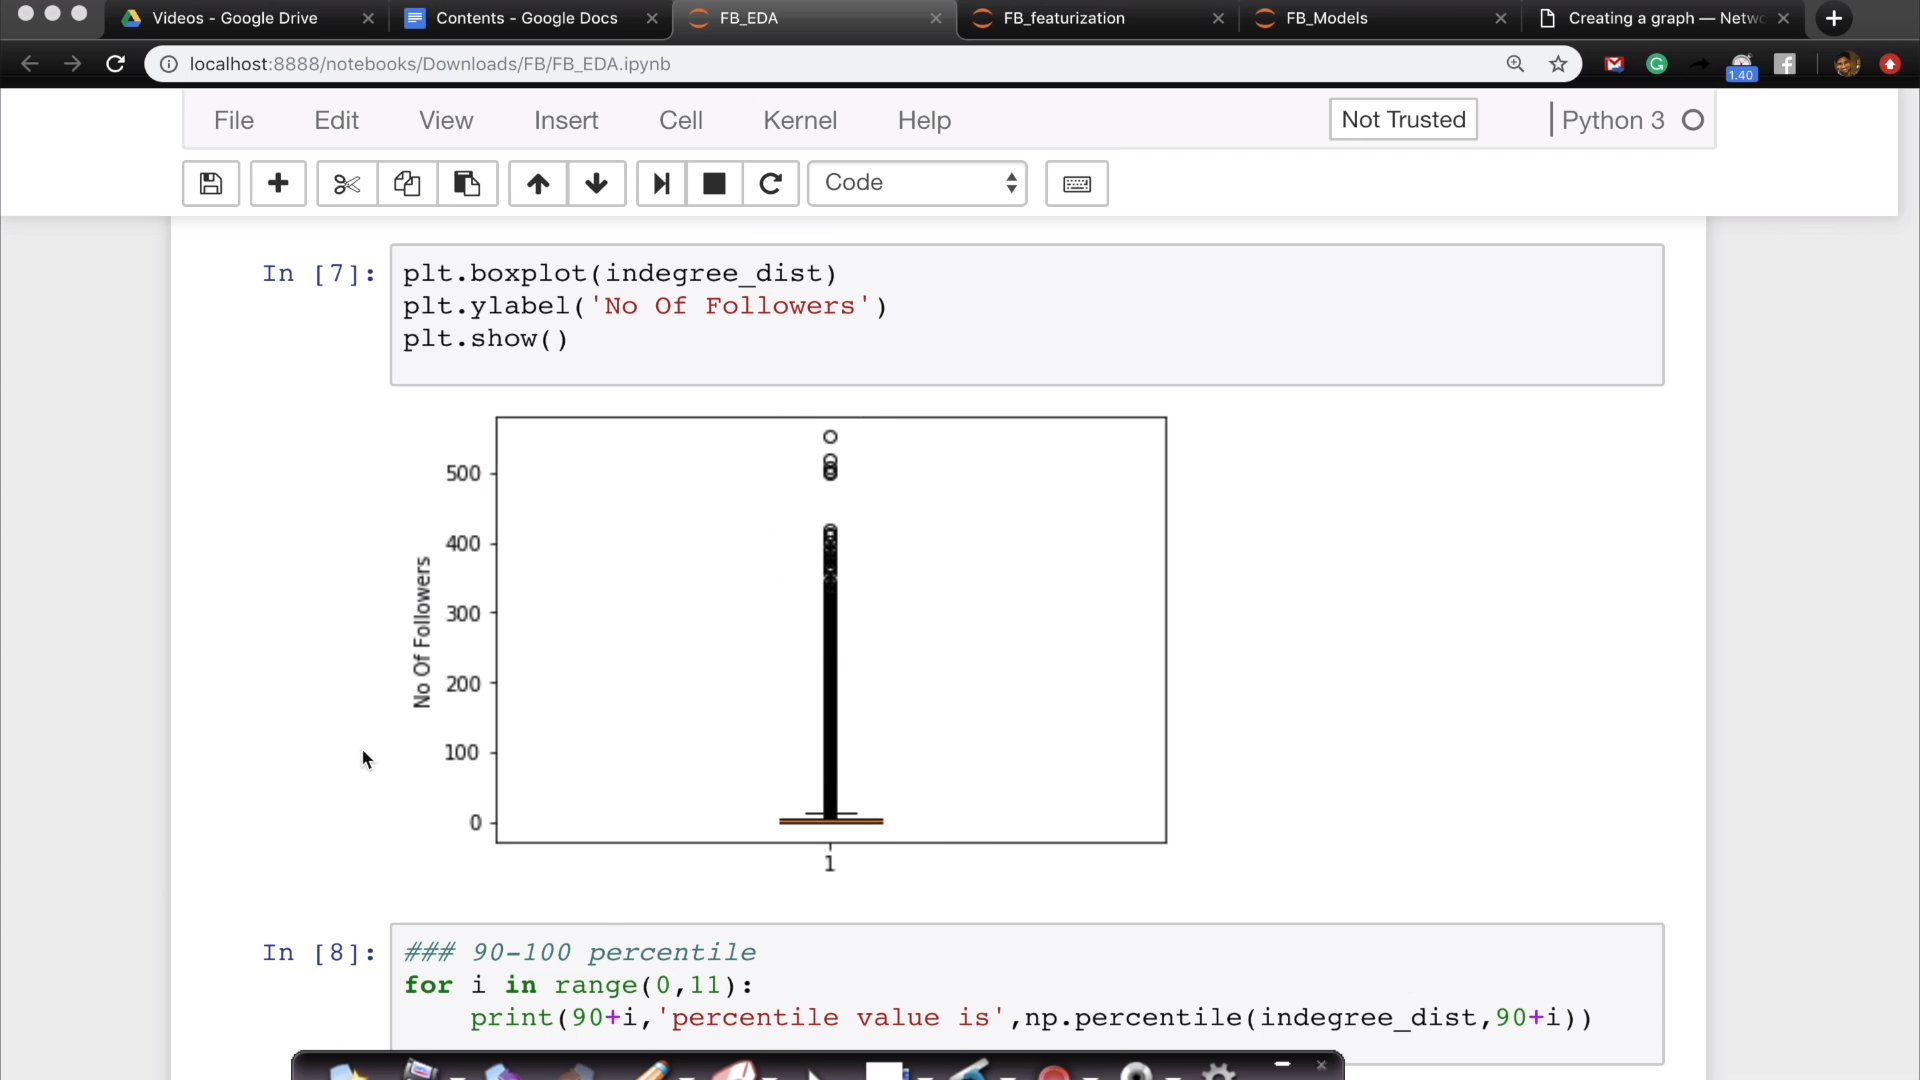 Videos - Google Drive
Contents - Google Docs
FB_EDA
FB_featurization
FB_Models
Creating a graph — Netwo
localhost:8888/notebooks/Downloads/FB/FB_EDA.ipynb
1.40
File Edit View Insert Cell Kernel Help
Not Trusted
Python 3
Code
In [7]:
plt.boxplot(indegree_dist)
plt.ylabel('No Of Followers')
plt.show()
No Of Followers
500
400
300
200
100
0
1
In [8]:
### 90-100 percentile
for i in range(0,11):
print(90+i,'percentile value is',np.percentile(indegree_dist,90+i))